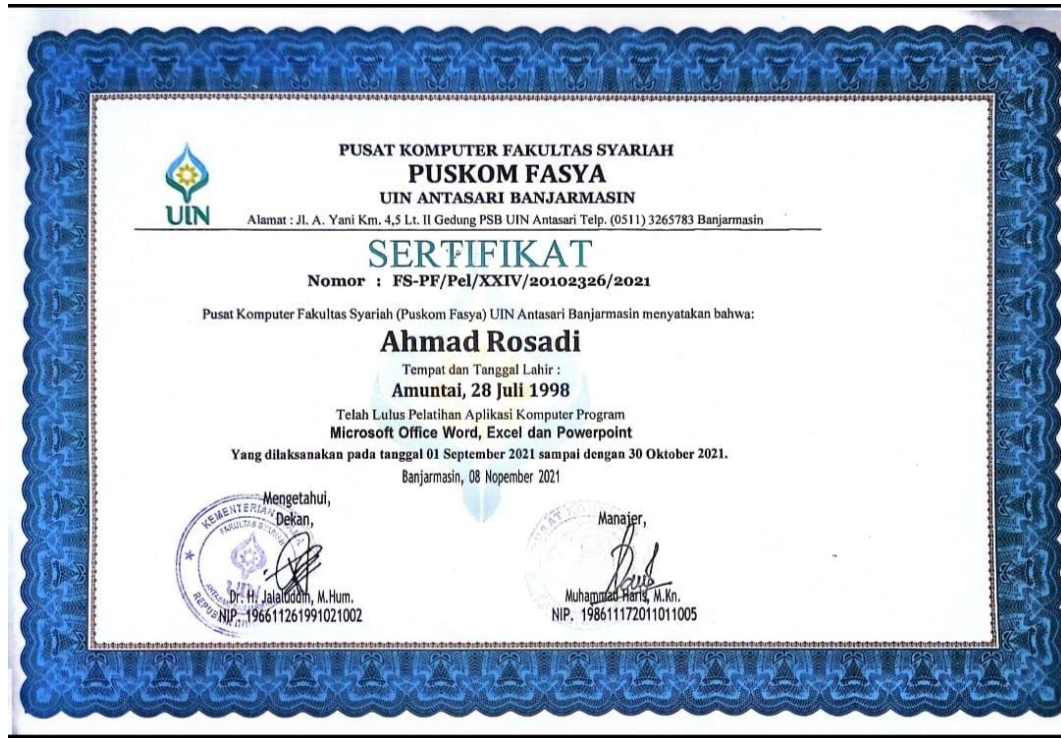 PUSAT KOMPUTER FAKULTAS SYARIAH
PUSKOM FASYA
UIN ANTASARI BANJARMASIN
UIN
Alamat : Jl. A. Yani Km. 4,5 Lt. II Gedung PSB UIN Antasari Telp. (0511) 3265783 Banjarmasin
SERTIFIKAT
Nomor : FS-PF/Pel/XXIV/20102326/2021
Pusat Komputer Fakultas Syariah (Puskom Fasya) UIN Antasari Banjarmasin menyatakan bahwa:
Ahmad Rosadi
Tempat dan Tanggal Lahir :
Amuntai, 28 Juli 1998
Telah Lulus Pelatihan Aplikasi Komputer Program
Microsoft Office Word, Excel dan Powerpoint
Yang dilaksanakan pada tanggal 01 September 2021 sampai dengan 30 Oktober 2021.
Banjarmasin, 08 Nopember 2021
Mengetahui,
Dekan,
KEMENTERIAN
UIN
Dr. H. Jalaluddin, M.Hum.
NIP. 196611261991021002
Manajer,
Muhammad Haris, M.Kn.
NIP. 198611172011011005